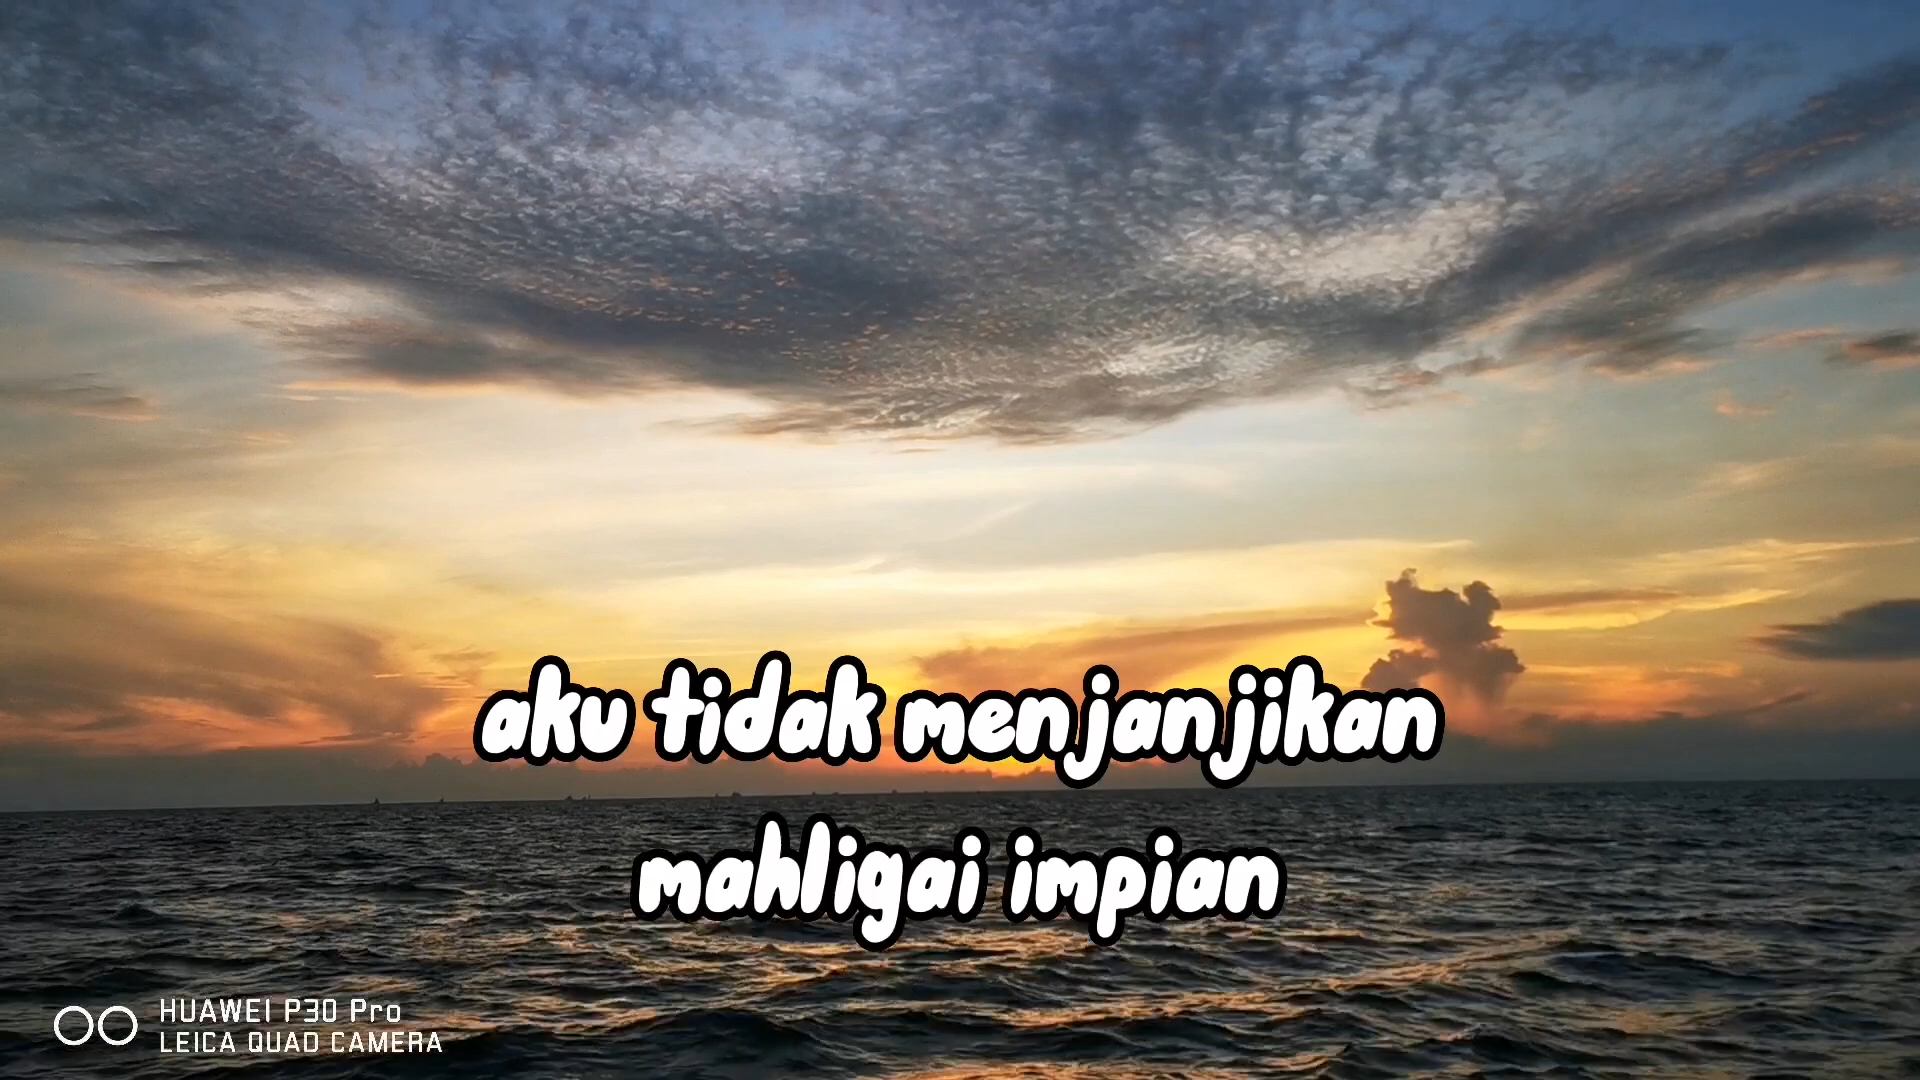 aku tidak menjanjikan
mahligai impian
HUAWEI P30 Pro
LEICA QUAD CAMERA